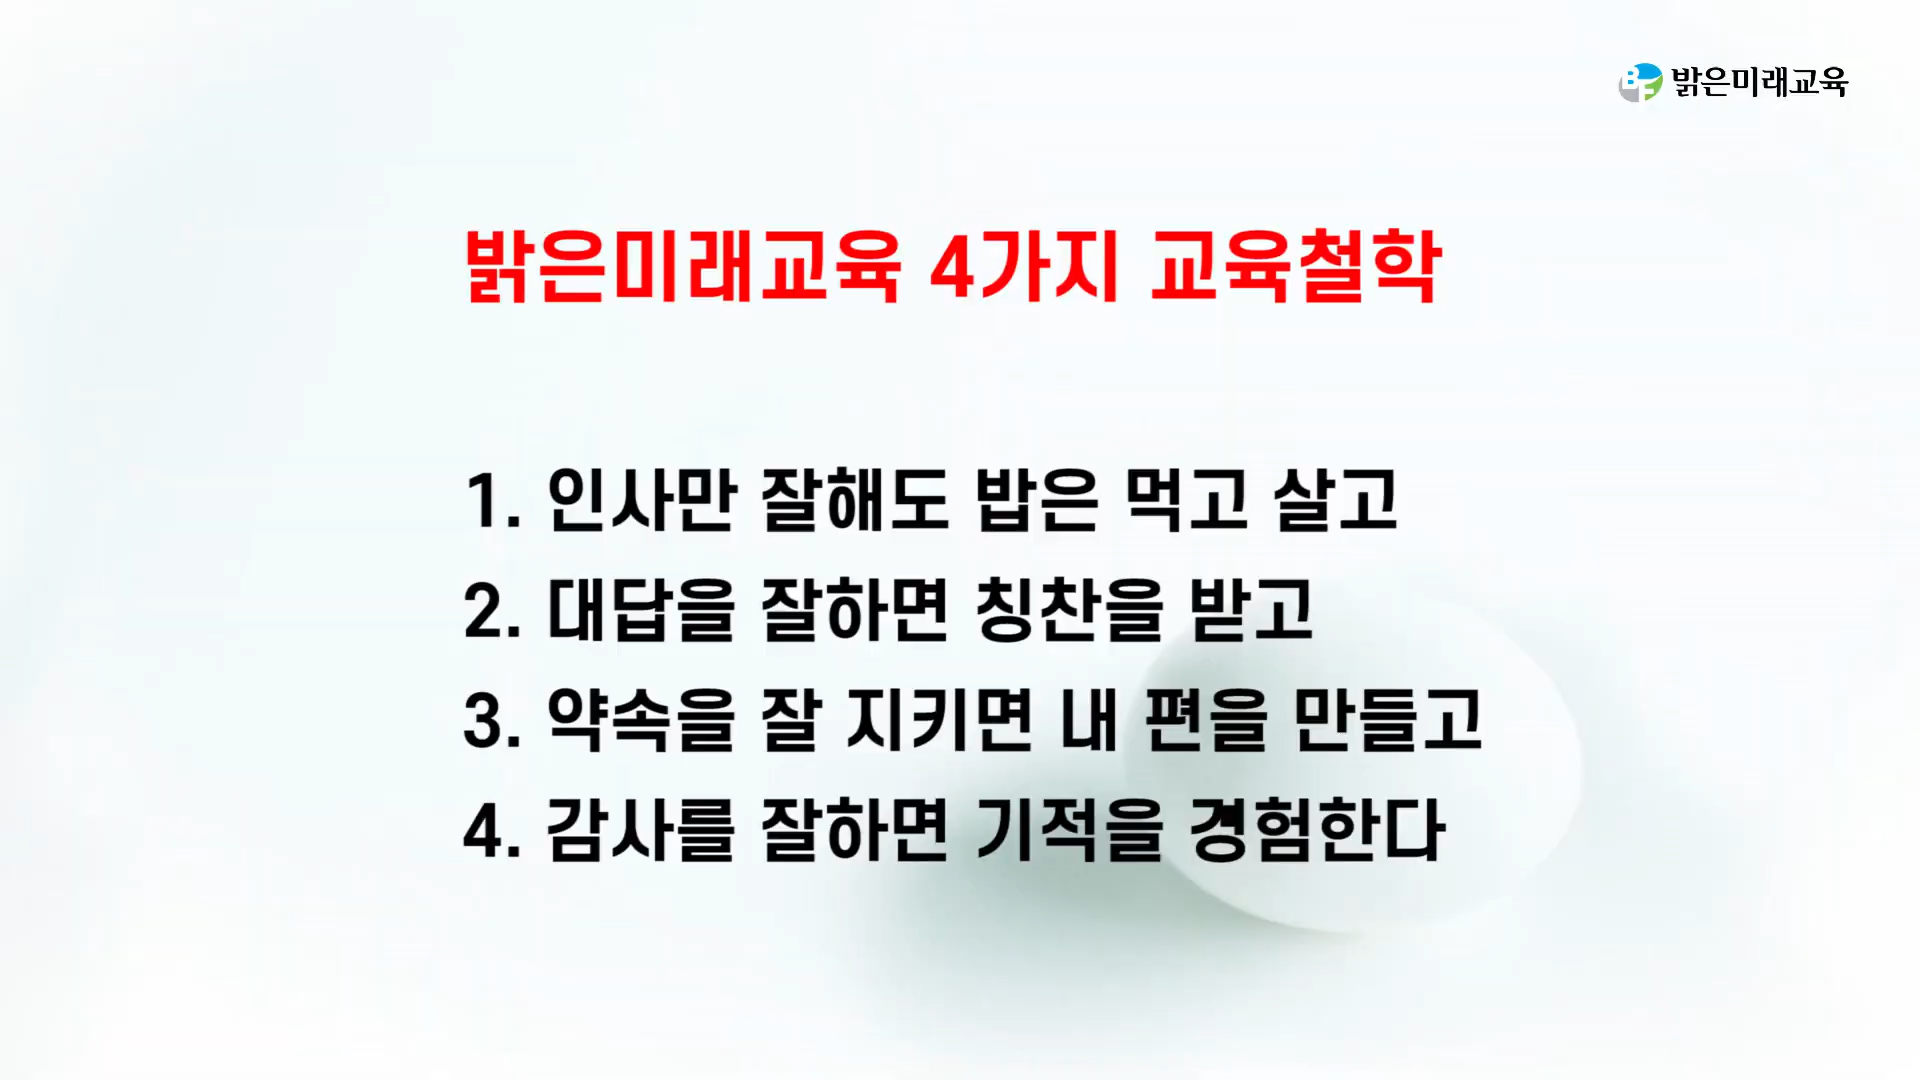 밝은미래교육
밝은미래교육 4가지 교육철학
1. 인사만 잘해도 밥은 먹고 살고
2. 대답을 잘하면 칭찬을 받고
3. 약속을 잘 지키면 내 편을 만들고
4. 감사를 잘하면 기적을 경험한다